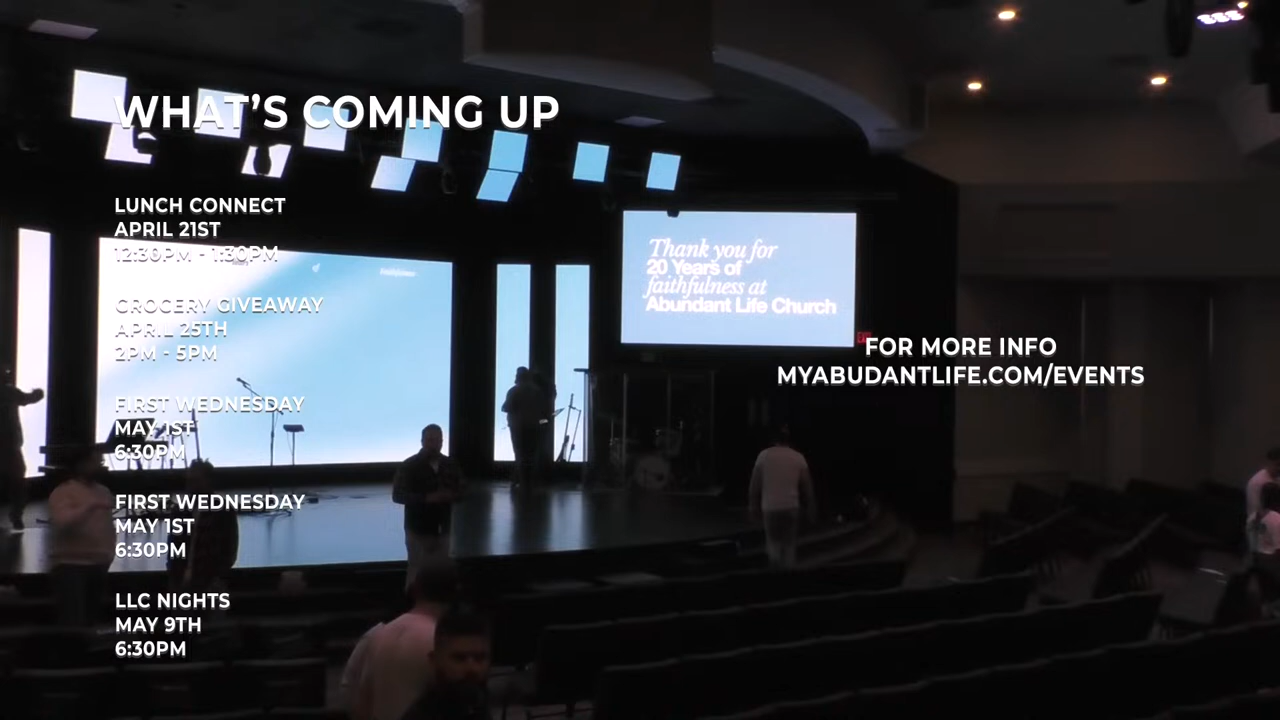 WHAT'S COMING UP
LUNCH CONNECT
APRIL 21ST
12:30PM - 1:30PM
GROCERY GIVEAWAY
APRIL 25TH
2PM - 5PM
FIRST WEDNESDAY
MAY 1ST
6:30PM
FIRST WEDNESDAY
MAY 1ST
6:30PM
LLC NIGHTS
MAY 9TH
6:30PM
Thank you for
20 Years of
faithfulness at
Abundant Life Church
FOR MORE INFO
MYABUDANTLIFE.COM/EVENTS